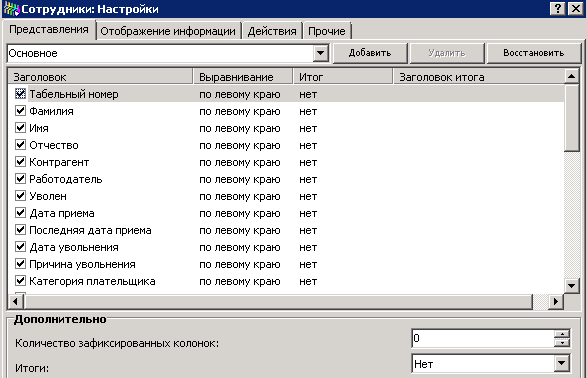 Сотрудники: Настройки
Представления Отображение информации Действия Прочие
Основное Добавить Удалить Восстановить
Заголовок Выравнивание Итог Заголовок итога
Табельный номер по левому краю нет
Фамилия по левому краю нет
Имя по левому краю нет
Отчество по левому краю нет
Контрагент по левому краю нет
Работодатель по левому краю нет
Уволен по левому краю нет
Дата приема по левому краю нет
Последняя дата приема по левому краю нет
Дата увольнения по левому краю нет
Причина увольнения по левому краю нет
Категория плательщика по левому краю нет
Дополнительно
Количество зафиксированных колонок: 0
Итоги: Нет